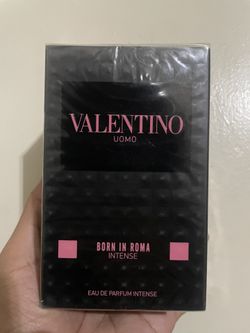 VALENTINO
UOMO
BORN IN ROMA
INTENSE
EAU DE PARFUM INTENSE